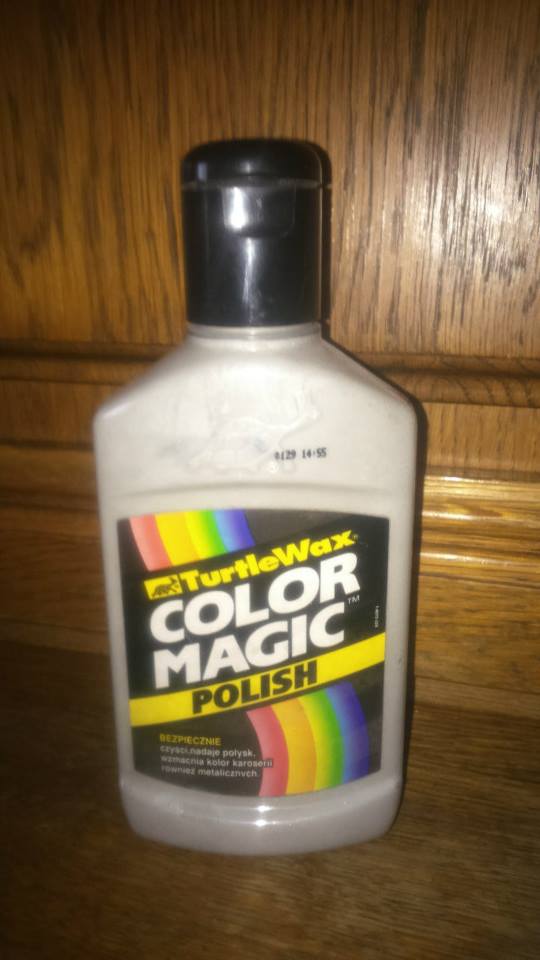 0129 14:55
TurtleWax
COLOR
MAGIC™
POLISH
BEZPIECZNIE
czyści,nadaje połysk,
wzmacnia kolor karoserii
również metalicznych.